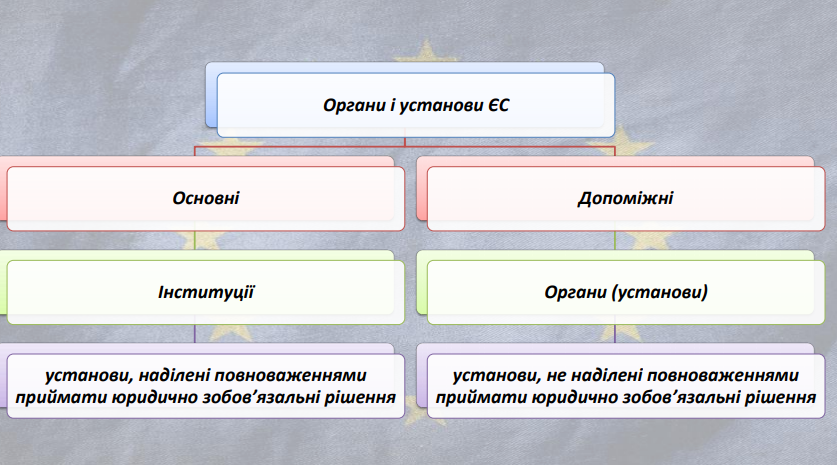 Органи і установи ЄС
Основні
Допоміжні
Інституції
Органи (установи)
установи, наділені повноваженнями
приймати юридично зобов’язальні рішення
установи, не наділені повноваженнями
приймати юридично зобов’язальні рішення